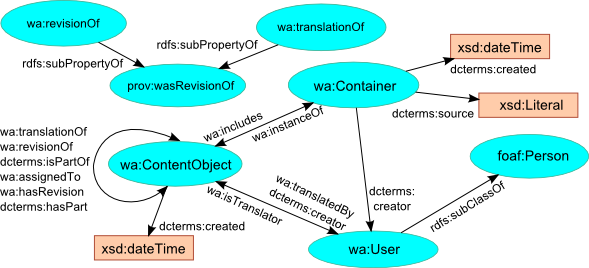 wa:revisionOf
wa:translationOf
rdfs:subPropertyOf
rdfs:subPropertyOf
prov:wasRevisionOf
xsd:dateTime
dcterms:created
wa:Container
xsd:Literal
dcterms:source
wa:includes
wa:instanceOf
wa:translationOf
wa:revisionOf
dcterms:isPartOf
wa:assignedTo
wa:hasRevision
dcterms:hasPart
wa:ContentObject
foaf:Person
wa:translatedBy
dcterms:creator
wa:isTranslator
dcterms:
creator
rdfs:subClassOf
dcterms:created
xsd:dateTime
wa:User